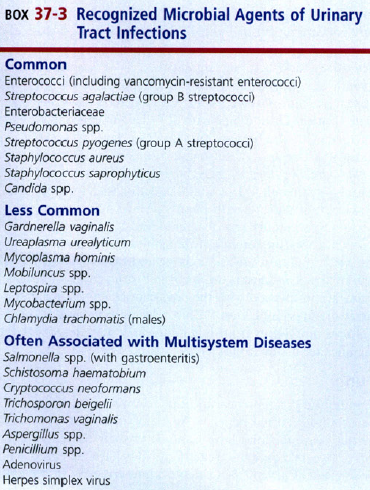 BOX 37-3 Recognized Microbial Agents of Urinary
Tract Infections
Common
Enterococci (including vancomycin-resistant enterococci)
Streptococcus agalactiae (group B streptococci)
Enterobacteriaceae
Pseudomonas spp.
Streptococcus pyogenes (group A streptococci)
Staphylococcus aureus
Staphylococcus saprophyticus
Candida spp.
Less Common
Gardnerella vaginalis
Ureaplasma urealyticum
Mycoplasma hominis
Mobiluncus spp.
Leptospira spp.
Mycobacterium spp.
Chlamydia trachomatis (males)
Often Associated with Multisystem Diseases
Salmonella spp. (with gastroenteritis)
Schistosoma haematobium
Cryptococcus neoformans
Trichosporon beigelii
Trichomonas vaginalis
Aspergillus spp.
Penicillium spp.
Adenovirus
Herpes simplex virus